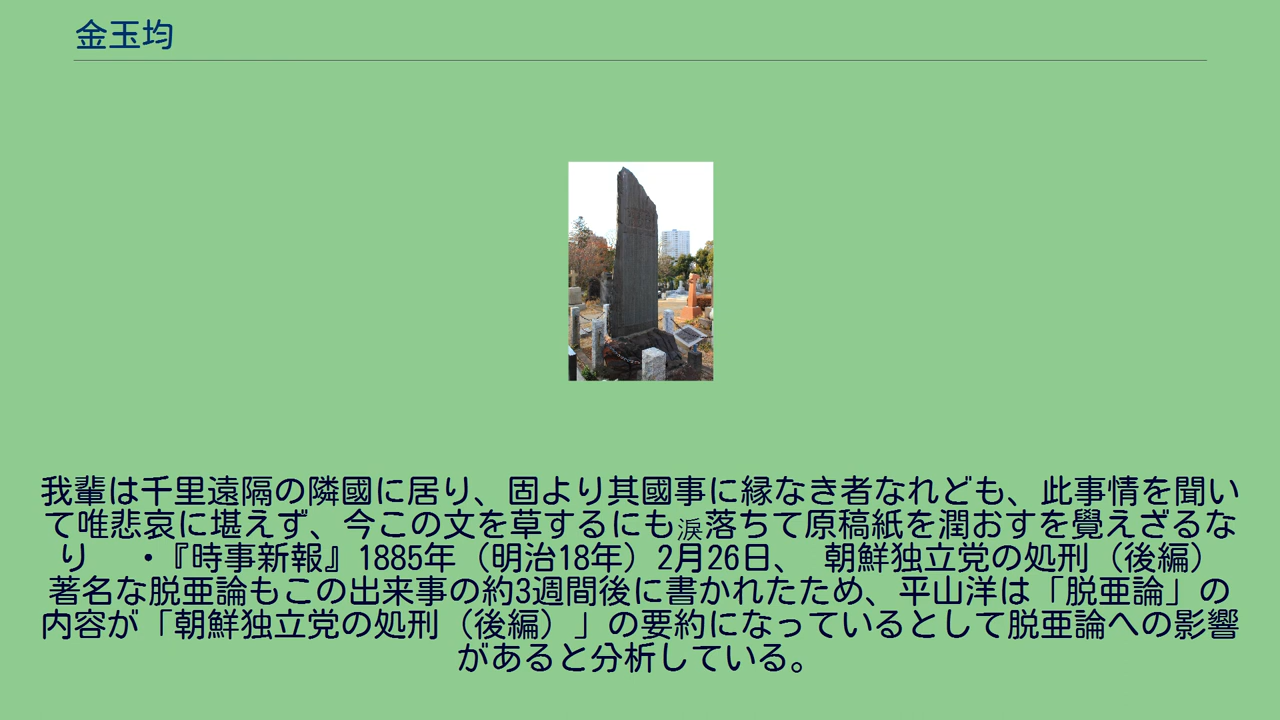 金玉均
我輩は千里遠隔の隣國に居り、固より其國事に縁なき者なれども、此事情を聞い
て唯悲哀に堪えず、今この文を草するにも涙落ちて原稿紙を潤おすを覺えざるな
り　・『時事新報』1885年（明治18年）2月26日、　朝鮮独立党の処刑（後編）
著名な脱亜論もこの出来事の約3週間後に書かれたため、平山洋は「脱亜論」の
内容が「朝鮮独立党の処刑（後編）」の要約になっているとして脱亜論への影響
があると分析している。